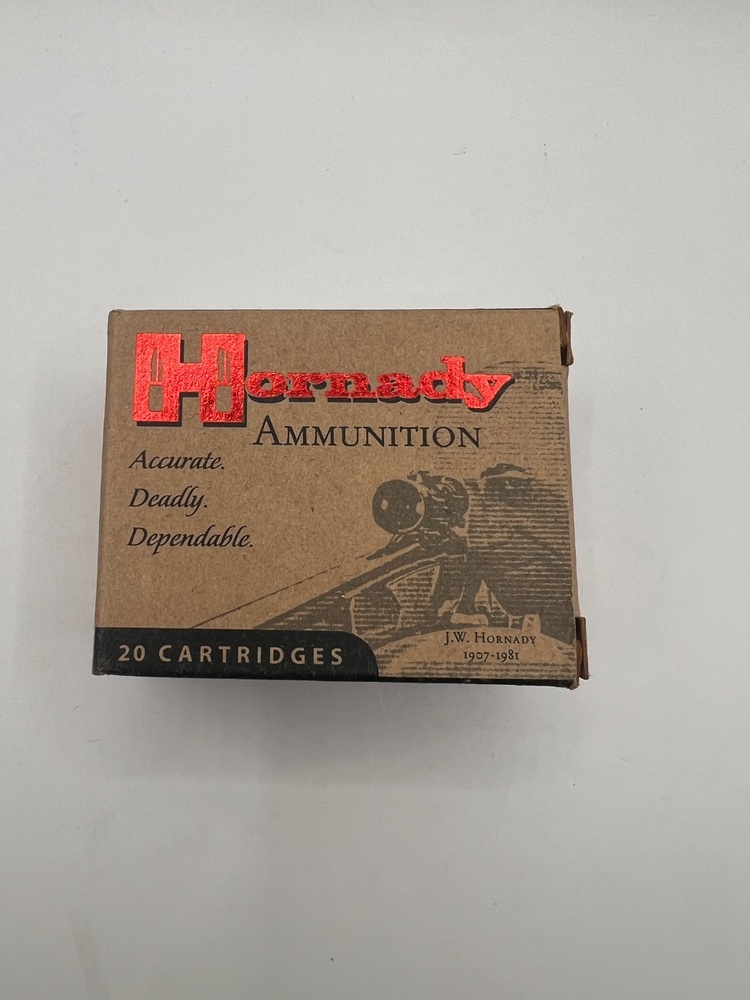 Hornady
AMMUNITION
Accurate.
Deadly.
Dependable.
20 CARTRIDGES
J.W. HORNADY
1907-1981